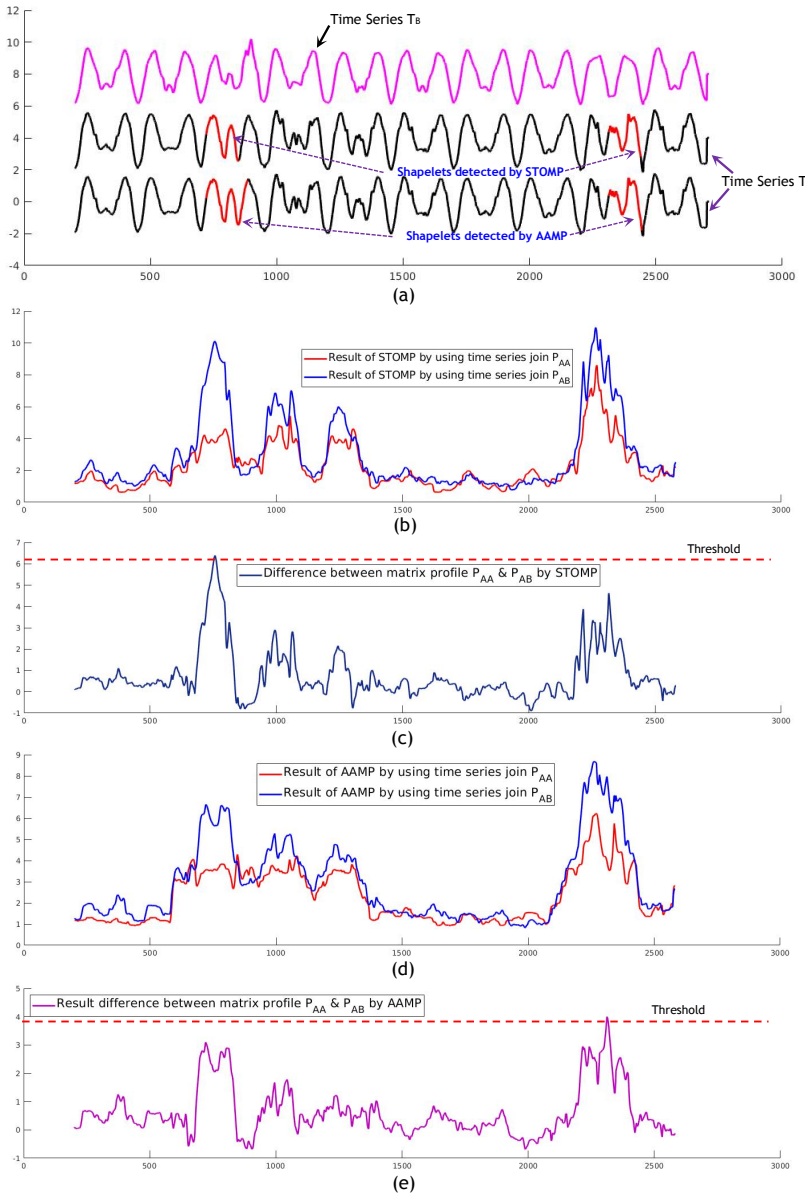 Time Series TB
12
10
8
6
4
2
0
-2
-4
Shapelets detected by STOMP
Time Series T
Shapelets detected by AAMP
0 500 1000 1500 2000 2500 3000
(a)
12
10
8
6
4
2
0
Result of STOMP by using time series join PAA
Result of STOMP by using time series join PAB
0 500 1000 1500 2000 2500 3000
(b)
7
6
5
4
3
2
1
0
-1
Threshold
Difference between matrix profile PAA & PAB by STOMP
0 500 1000 1500 2000 2500 3000
(c)
9
8
7
6
5
4
3
2
1
0
Result of AAMP by using time series join PAA
Result of AAMP by using time series join PAB
0 500 1000 1500 2000 2500 3000
(d)
5
4
3
2
1
0
-1
Result difference between matrix profile PAA & PAB by AAMP
Threshold
0 500 1000 1500 2000 2500 3000
(e)